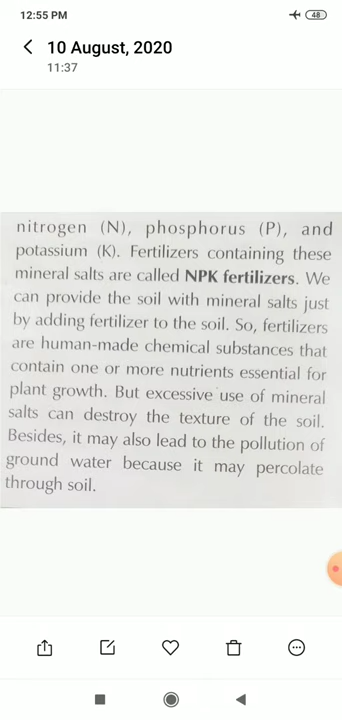 12:55 PM
48
10 August, 2020
11:37
nitrogen (N), phosphorus (P), and
potassium (K). Fertilizers containing these
mineral salts are called NPK fertilizers. We
can provide the soil with mineral salts just
by adding fertilizer to the soil. So, fertilizers
are human-made chemical substances that
contain one or more nutrients essential for
plant growth. But excessive use of mineral
salts can destroy the texture of the soil.
Besides, it may also lead to the pollution of
ground water because it may percolate
through soil.